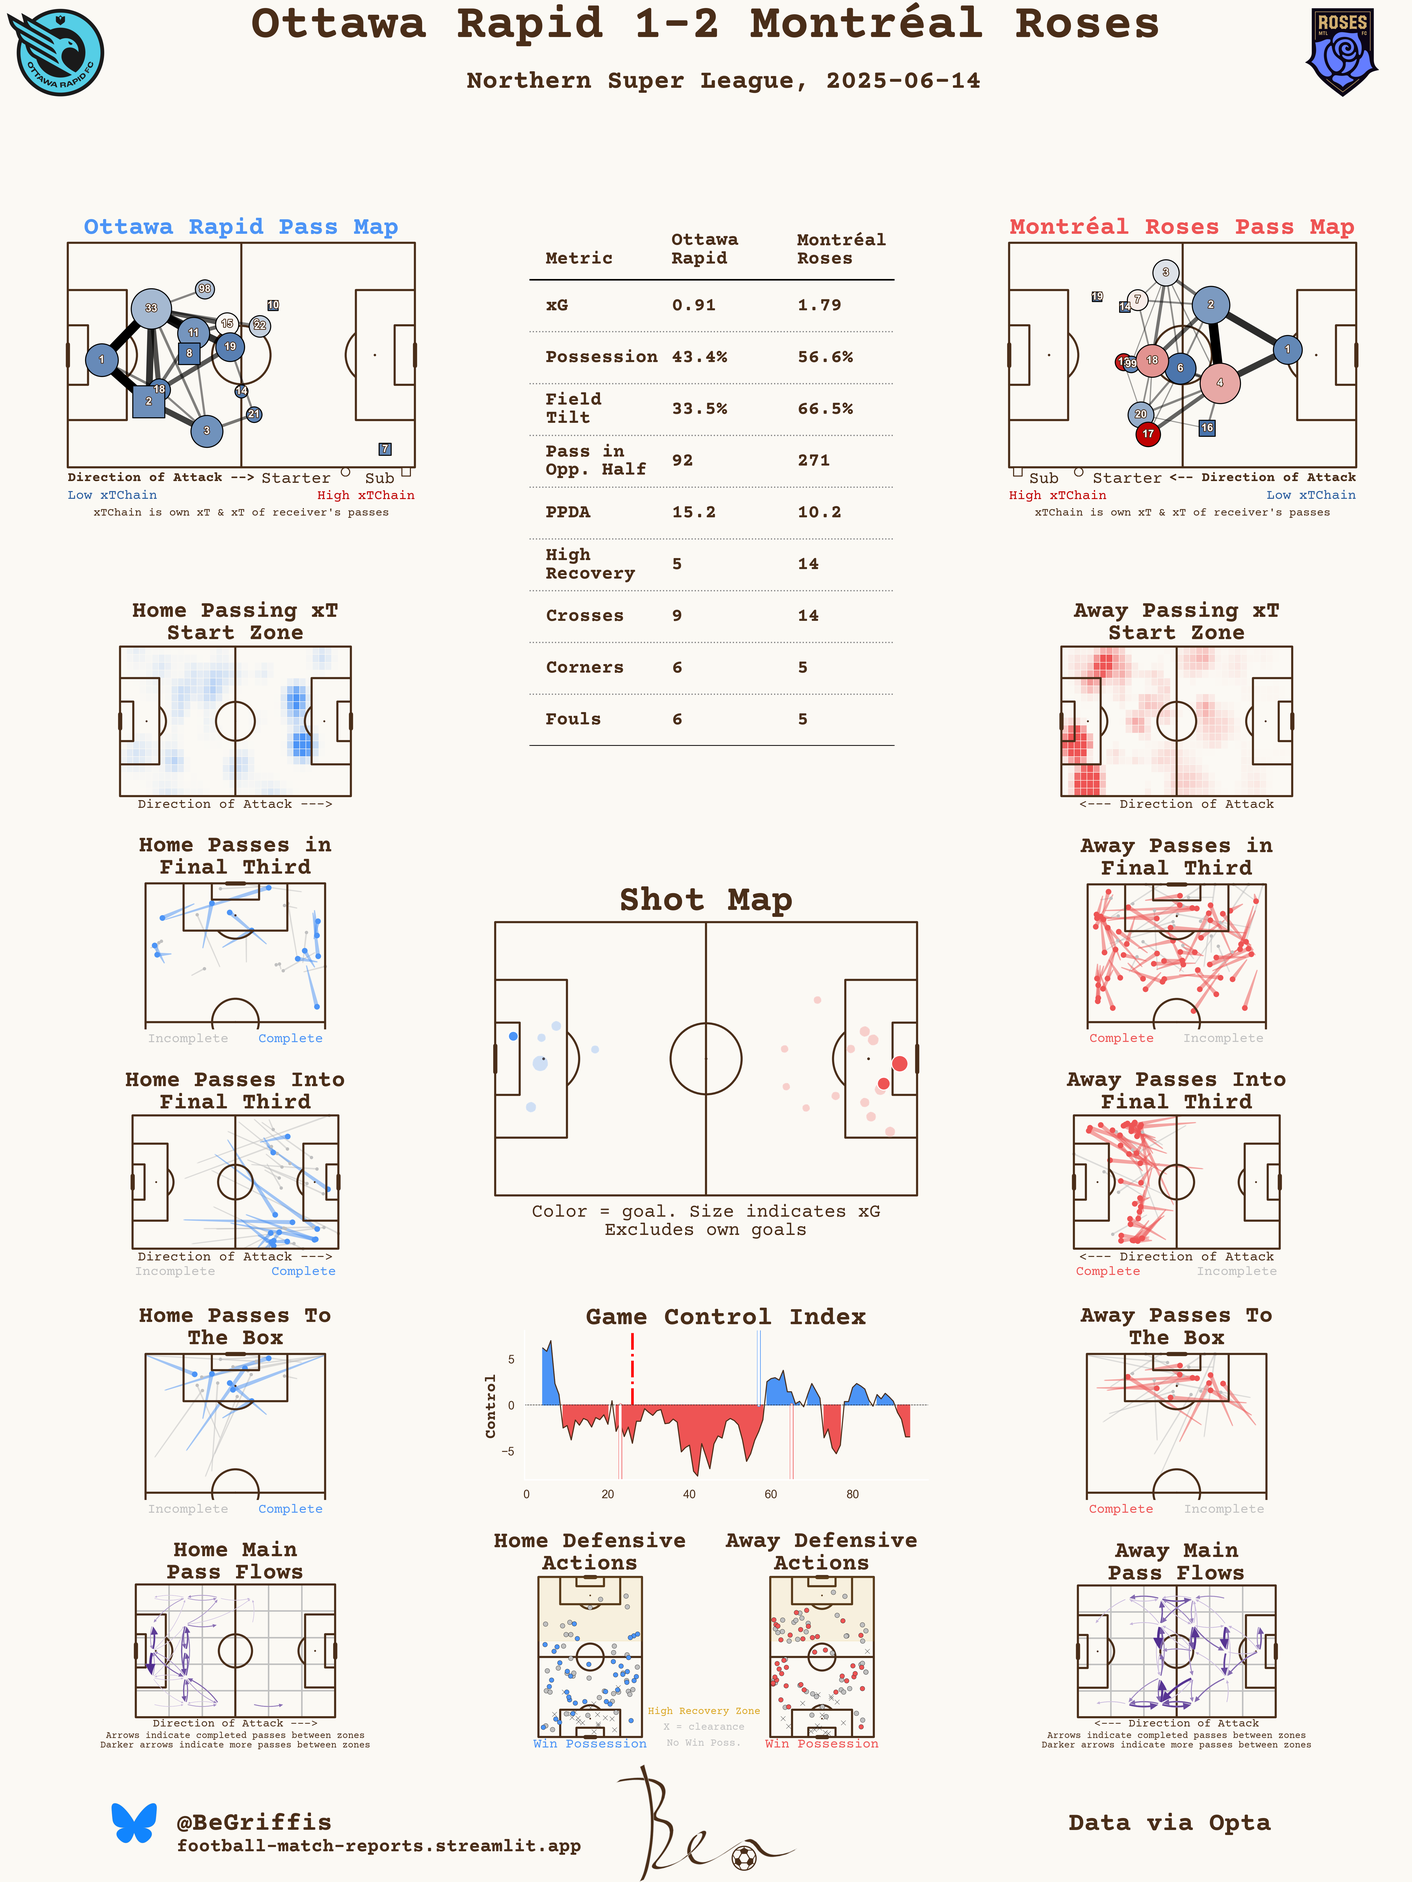 Ottawa Rapid 1-2 Montréal Roses
Northern Super League, 2025-06-14
OTTAWA RAPID FC
ROSES
MTL FC
Ottawa Rapid Pass Map
33
98
10
15
22
11
19
8
1
18
2
14
21
3
7
Direction of Attack --> Starter Sub
Low xTChain High xTChain
xTChain is own xT & xT of receiver's passes
Metric Ottawa Rapid Montréal Roses
xG 0.91 1.79
Possession 43.4% 56.6%
Field Tilt 33.5% 66.5%
Pass in Opp. Half 92 271
PPDA 15.2 10.2
High Recovery 5 14
Crosses 9 14
Corners 6 5
Fouls 6 5
Montréal Roses Pass Map
3
19
7
14
2
1
99
18
6
4
20
17
16
Sub Starter <-- Direction of Attack
High xTChain Low xTChain
xTChain is own xT & xT of receiver's passes
Home Passing xT
Start Zone
Direction of Attack --->
Away Passing xT
Start Zone
<--- Direction of Attack
Home Passes in
Final Third
Incomplete Complete
Away Passes in
Final Third
Complete Incomplete
Shot Map
Color = goal. Size indicates xG
Excludes own goals
Home Passes Into
Final Third
Direction of Attack --->
Incomplete Complete
Away Passes Into
Final Third
<--- Direction of Attack
Complete Incomplete
Home Passes To
The Box
Incomplete Complete
Game Control Index
Control
5
0
−5
0 20 40 60 80
Away Passes To
The Box
Complete Incomplete
Home Main
Pass Flows
Direction of Attack --->
Arrows indicate completed passes between zones
Darker arrows indicate more passes between zones
Home Defensive
Actions
Win Possession
Away Defensive
Actions
Win Possession
High Recovery Zone
X = clearance
No Win Poss.
Away Main
Pass Flows
<--- Direction of Attack
Arrows indicate completed passes between zones
Darker arrows indicate more passes between zones
@BeGriffis
football-match-reports.streamlit.app
Ben
Data via Opta